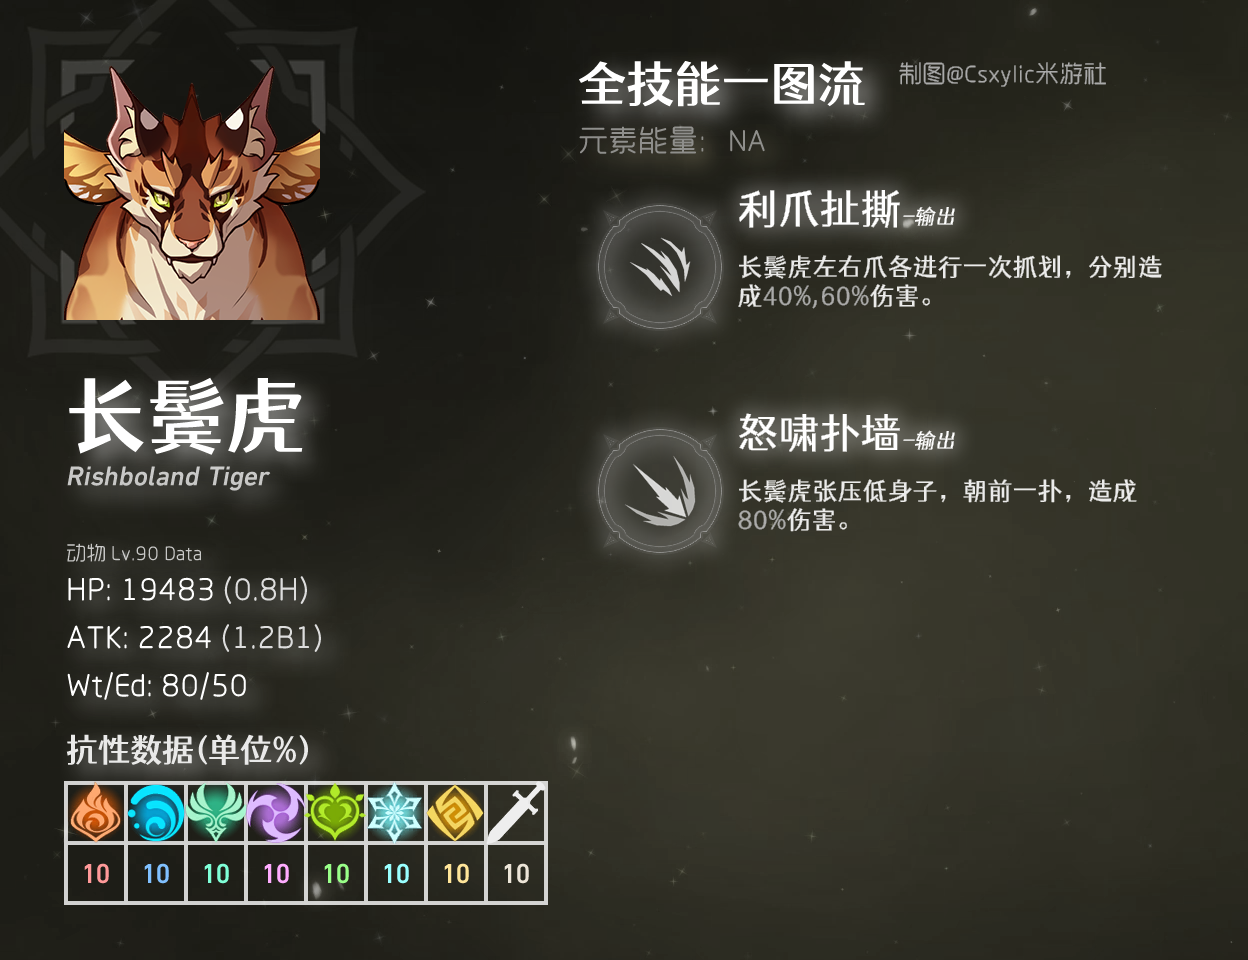 全技能一图流
制图@Csxylic米游社
元素能量： NA
利爪扯撕-输出
长鬓虎左右爪各进行一次抓划，分别造
成40%,60%伤害。
长鬓虎
Rishboland Tiger
怒啸扑墙-输出
长鬓虎张压低身子，朝前一扑，造成
80%伤害。
动物 Lv.90 Data
HP: 19483 (0.8H)
ATK: 2284 (1.2B1)
Wt/Ed: 80/50
抗性数据(单位%)
10 10 10 10 10 10 10 10